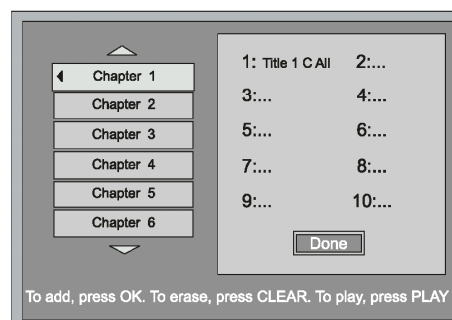 Chapter 1
Chapter 2
Chapter 3
Chapter 4
Chapter 5
Chapter 6
1: Title 1 C All 2:...
3:... 4:...
5:... 6:...
7:... 8:...
9:... 10:...
Done
To add, press OK. To erase, press CLEAR. To play, press PLAY